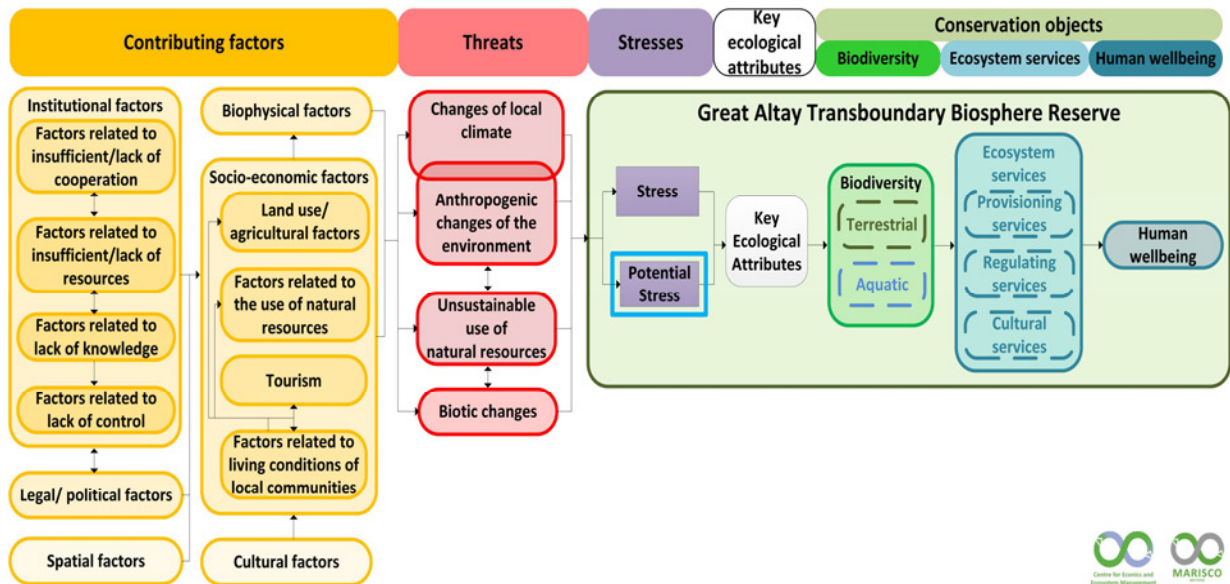 Contributing factors
Threats
Stresses
Key
ecological
attributes
Conservation objects
Biodiversity
Ecosystem services
Human wellbeing
Institutional factors
Factors related to
insufficient/lack of
cooperation
Factors related to
insufficient/lack of
resources
Factors related to
lack of knowledge
Factors related to
lack of control
Legal/ political factors
Spatial factors
Biophysical factors
Socio-economic factors
Land use/
agricultural factors
Factors related to
the use of natural
resources
Tourism
Factors related to
living conditions of
local communities
Cultural factors
Changes of local
climate
Anthropogenic
changes of the
environment
Unsustainable
use of
natural resources
Biotic changes
Great Altay Transboundary Biosphere Reserve
Stress
Potential
Stress
Key
Ecological
Attributes
Biodiversity
Terrestrial
Aquatic
Ecosystem
services
Provisioning
services
Regulating
services
Cultural
services
Human
wellbeing
Centre for Econics and
Ecosystem Management
MARISCO